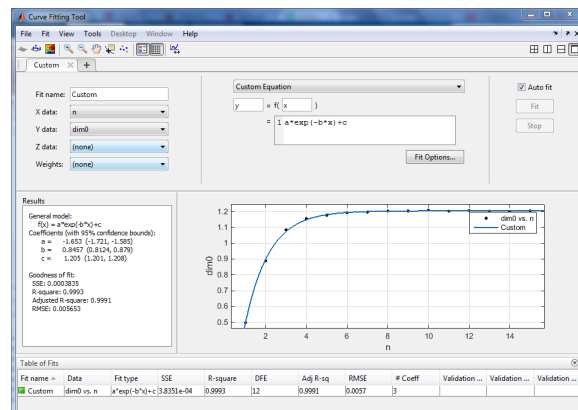 Curve Fitting Tool
File Fit View Tools Desktop Window Help
Custom
Fit name: Custom
X data: n
Y data: dim0
Z data: (none)
Weights: (none)
Custom Equation
y = f( x )
= 1 a*exp(-b*x)+c
Fit Options...
Auto fit
Fit
Stop
Results
General model:
f(x) = a*exp(-b*x)+c
Coefficients (with 95% confidence bounds):
a = -1.653 (-1.721, -1.585)
b = 0.8457 (0.8124, 0.879)
c = 1.205 (1.201, 1.208)
Goodness of fit:
SSE: 0.0003835
R-square: 0.9993
Adjusted R-square: 0.9991
RMSE: 0.005653
1.2
1.1
1
0.9
0.8
0.7
0.6
0.5
dim0
dim0 vs. n
Custom
2 4 6 8 10 12 14
n
Table of Fits
Fit name Data Fit type SSE R-square DFE Adj R-sq RMSE # Coeff Validation ... Validation ... Validation ...
Custom dim0 vs. n a*exp(-b*x)+c 3.8351e-04 0.9993 12 0.9991 0.0057 3